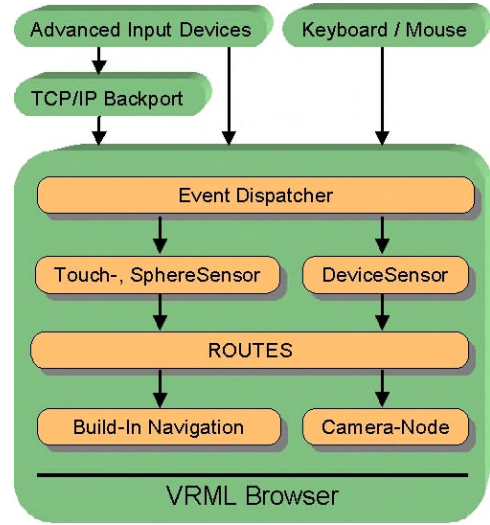 Advanced Input Devices
Keyboard / Mouse
TCP/IP Backport
Event Dispatcher
Touch-, SphereSensor
DeviceSensor
ROUTES
Build-In Navigation
Camera-Node
VRML Browser